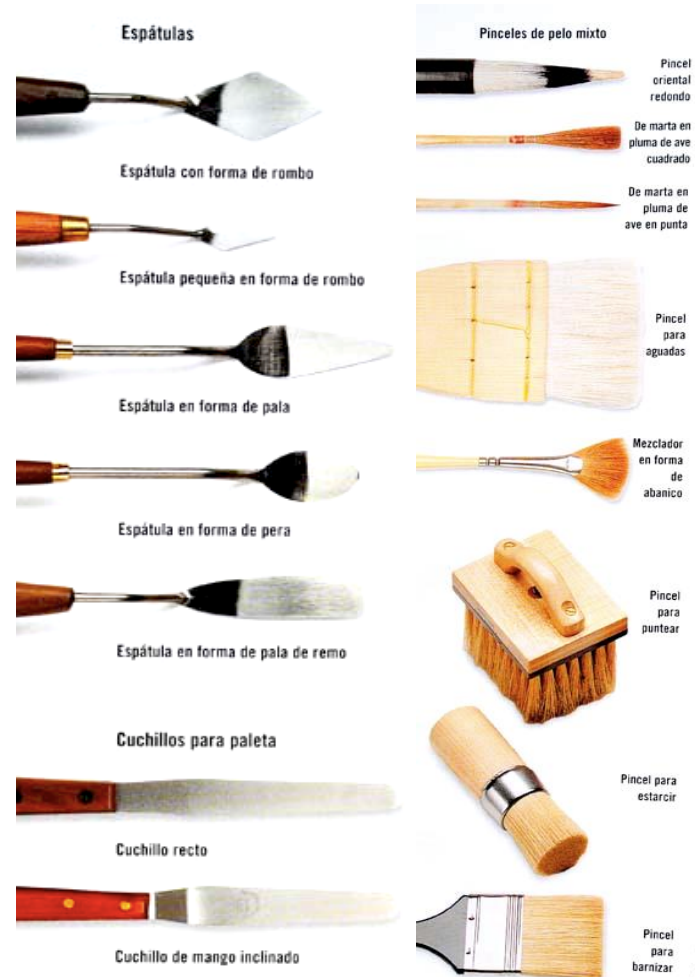 Espátulas
Espátula con forma de rombo
Espátula pequeña en forma de rombo
Espátula en forma de pala
Espátula en forma de pera
Espátula en forma de pala de remo
Cuchillos para paleta
Cuchillo recto
Cuchillo de mango inclinado
Pinceles de pelo mixto
Pincel
oriental
redondo
De marta en
pluma de ave
cuadrado
De marta en
pluma de
ave en punta
Pincel
para
aguadas
Mezclador
en forma
de
abanico
Pincel
para
puntear
Pincel para
estarcir
Pincel
para
barnizar